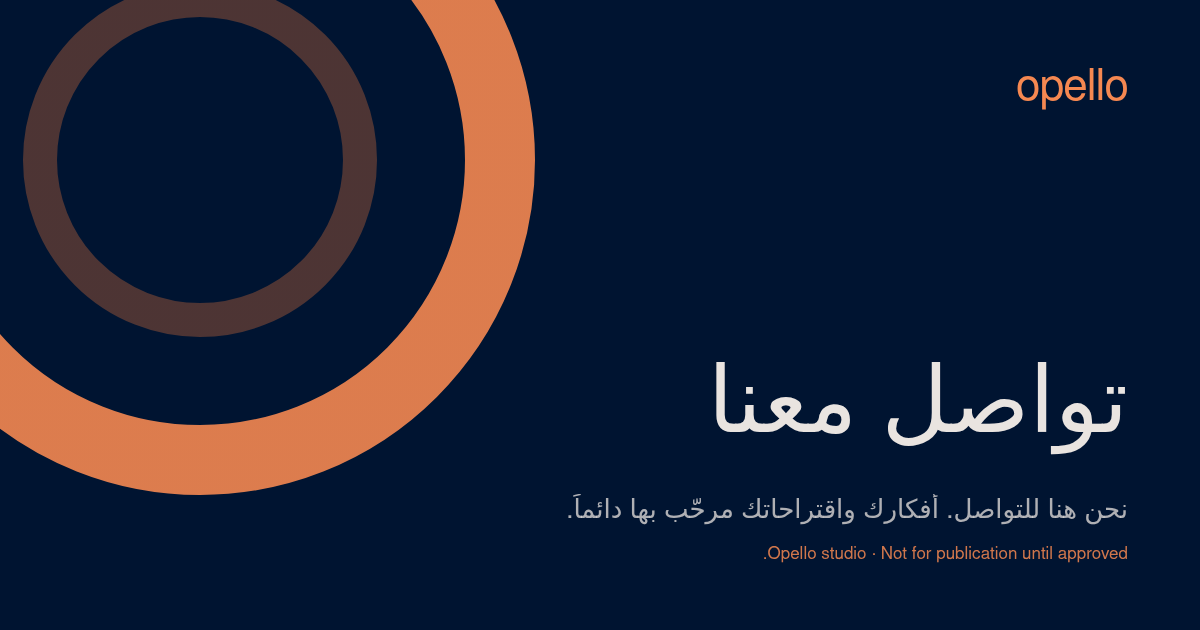 opello
تواصل معنا
نحن هنا للتواصل. أفكارك واقتراحاتك مرحّب بها دائماً.
Opello studio · Not for publication until approved.